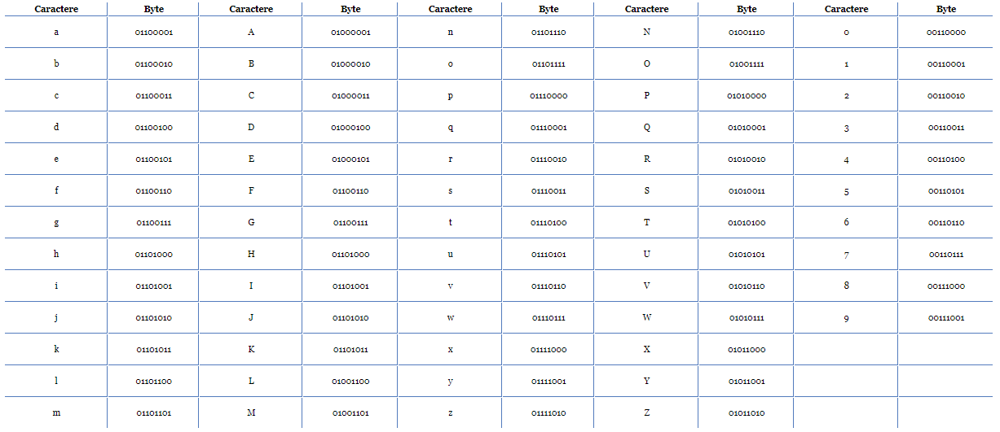 Caractere Byte Caractere Byte Caractere Byte Caractere Byte Caractere Byte
a 01100001 A 01000001 n 01101110 N 01001110 0 00110000
b 01100010 B 01000010 o 01101111 O 01001111 1 00110001
c 01100011 C 01000011 p 01110000 P 01010000 2 00110010
d 01100100 D 01000100 q 01110001 Q 01010001 3 00110011
e 01100101 E 01000101 r 01110010 R 01010010 4 00110100
f 01100110 F 01100110 s 01110011 S 01010011 5 00110101
g 01100111 G 01100111 t 01110100 T 01010100 6 00110110
h 01101000 H 01101000 u 01110101 U 01010101 7 00110111
i 01101001 I 01101001 v 01110110 V 01010110 8 00111000
j 01101010 J 01101010 w 01110111 W 01010111 9 00111001
k 01101011 K 01101011 x 01111000 X 01011000
l 01101100 L 01001100 y 01111001 Y 01011001
m 01101101 M 01001101 z 01111010 Z 01011010